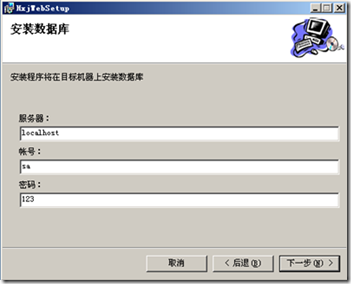 HxjWebSetup
安装数据库
安装程序将在目标机器上安装数据库
服务器：
localhost
帐号：
sa
密码：
123
取消
< 后退(B)
下一步(N) >